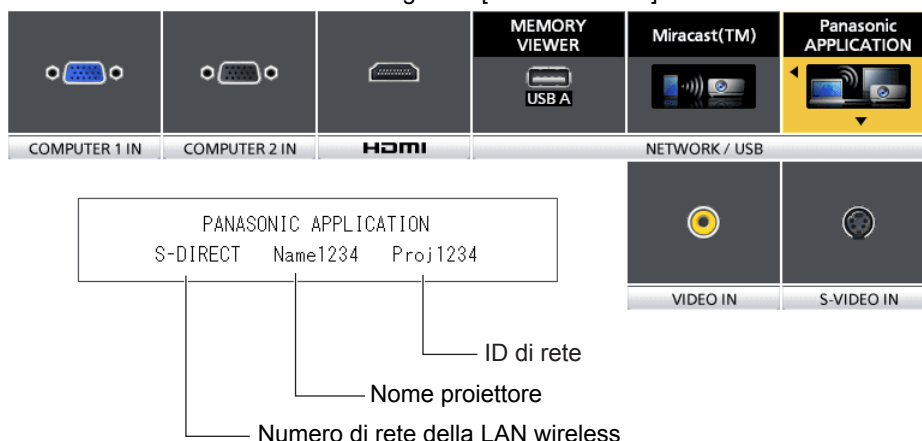 MEMORY
VIEWER
Miracast(TM)
Panasonic
APPLICATION
USB A
COMPUTER 1 IN
COMPUTER 2 IN
HDMI
NETWORK / USB
PANASONIC APPLICATION
S-DIRECT Name1234 Proj1234
VIDEO IN
S-VIDEO IN
ID di rete
Nome proiettore
Numero di rete della LAN wireless